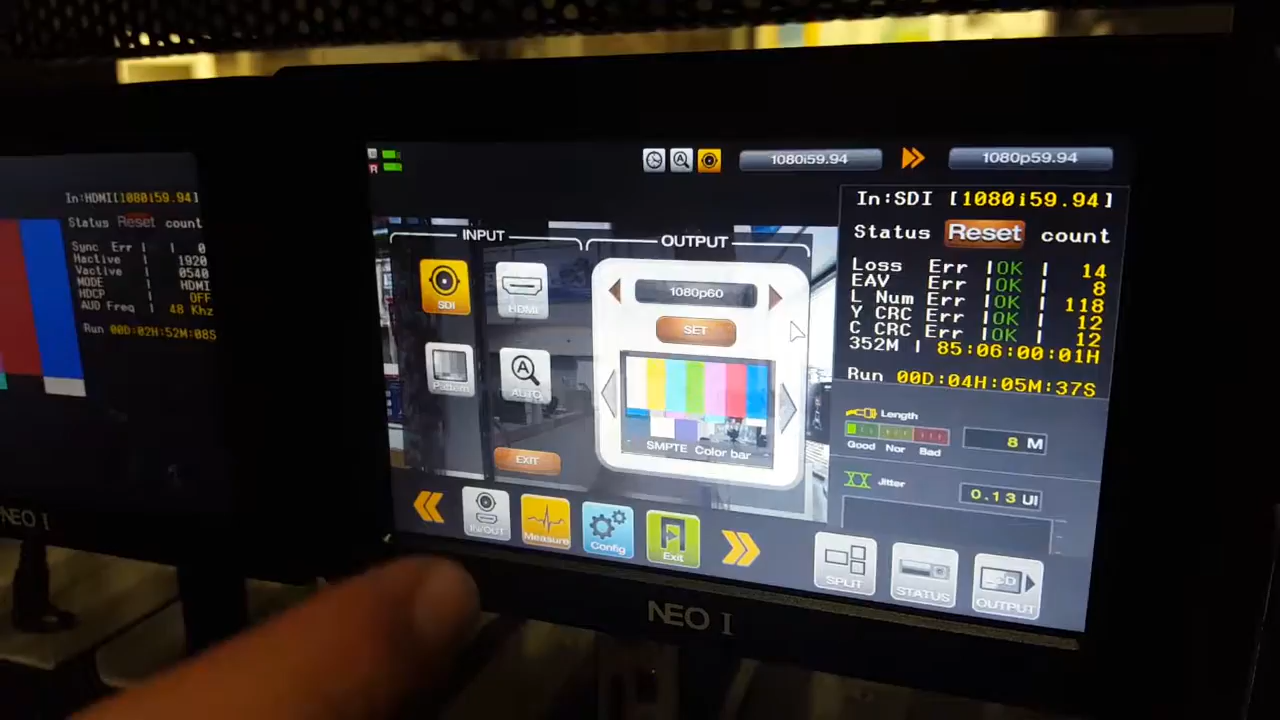 In:HDMI[1080i59.94]
Status Reset count
Sync Err | | 0
Hactive | 1920
Vactive | 0540
MODE | HDMI
HDCP | OFF
AUD Freq | 48 Khz
Run 00D:02H:52M:08S
NEO I
R
1080i59.94
1080p59.94
INPUT
OUTPUT
SDI
HDMI
1080p60
SET
Pattern
AUTO
SMPTE Color bar
EXIT
IN/OUT
Measure
Config
Exit
In:SDI [1080i59.94]
Status Reset count
Loss Err |OK | 14
EAV Err |OK | 8
L Num Err |OK | 118
Y CRC Err |OK | 12
C CRC Err |OK | 12
352M | 85:06:00:01H
Run 00D:04H:05M:37S
Length
Good Nor Bad
8 M
Jitter
0.13 UI
SPLIT
STATUS
LCD
OUTPUT
NEO I